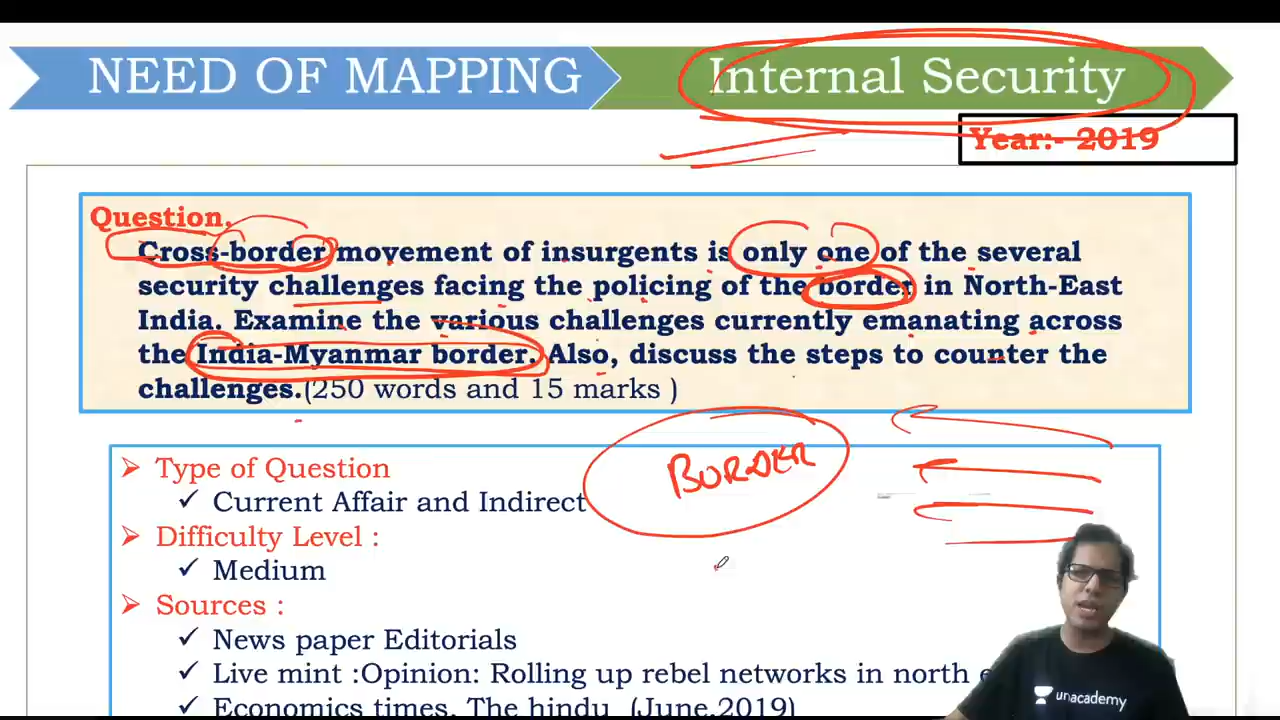 NEED OF MAPPING
Internal Security
Year:- 2019
Question.
Cross-border movement of insurgents is only one of the several
security challenges facing the policing of the border in North-East
India. Examine the various challenges currently emanating across
the India-Myanmar border. Also, discuss the steps to counter the
challenges.(250 words and 15 marks )
➢ Type of Question
✓ Current Affair and Indirect
BORDER
➢ Difficulty Level :
✓ Medium
➢ Sources :
✓ News paper Editorials
✓ Live mint :Opinion: Rolling up rebel networks in north
✓ Economics times, The hindu (June,2019)
unacademy